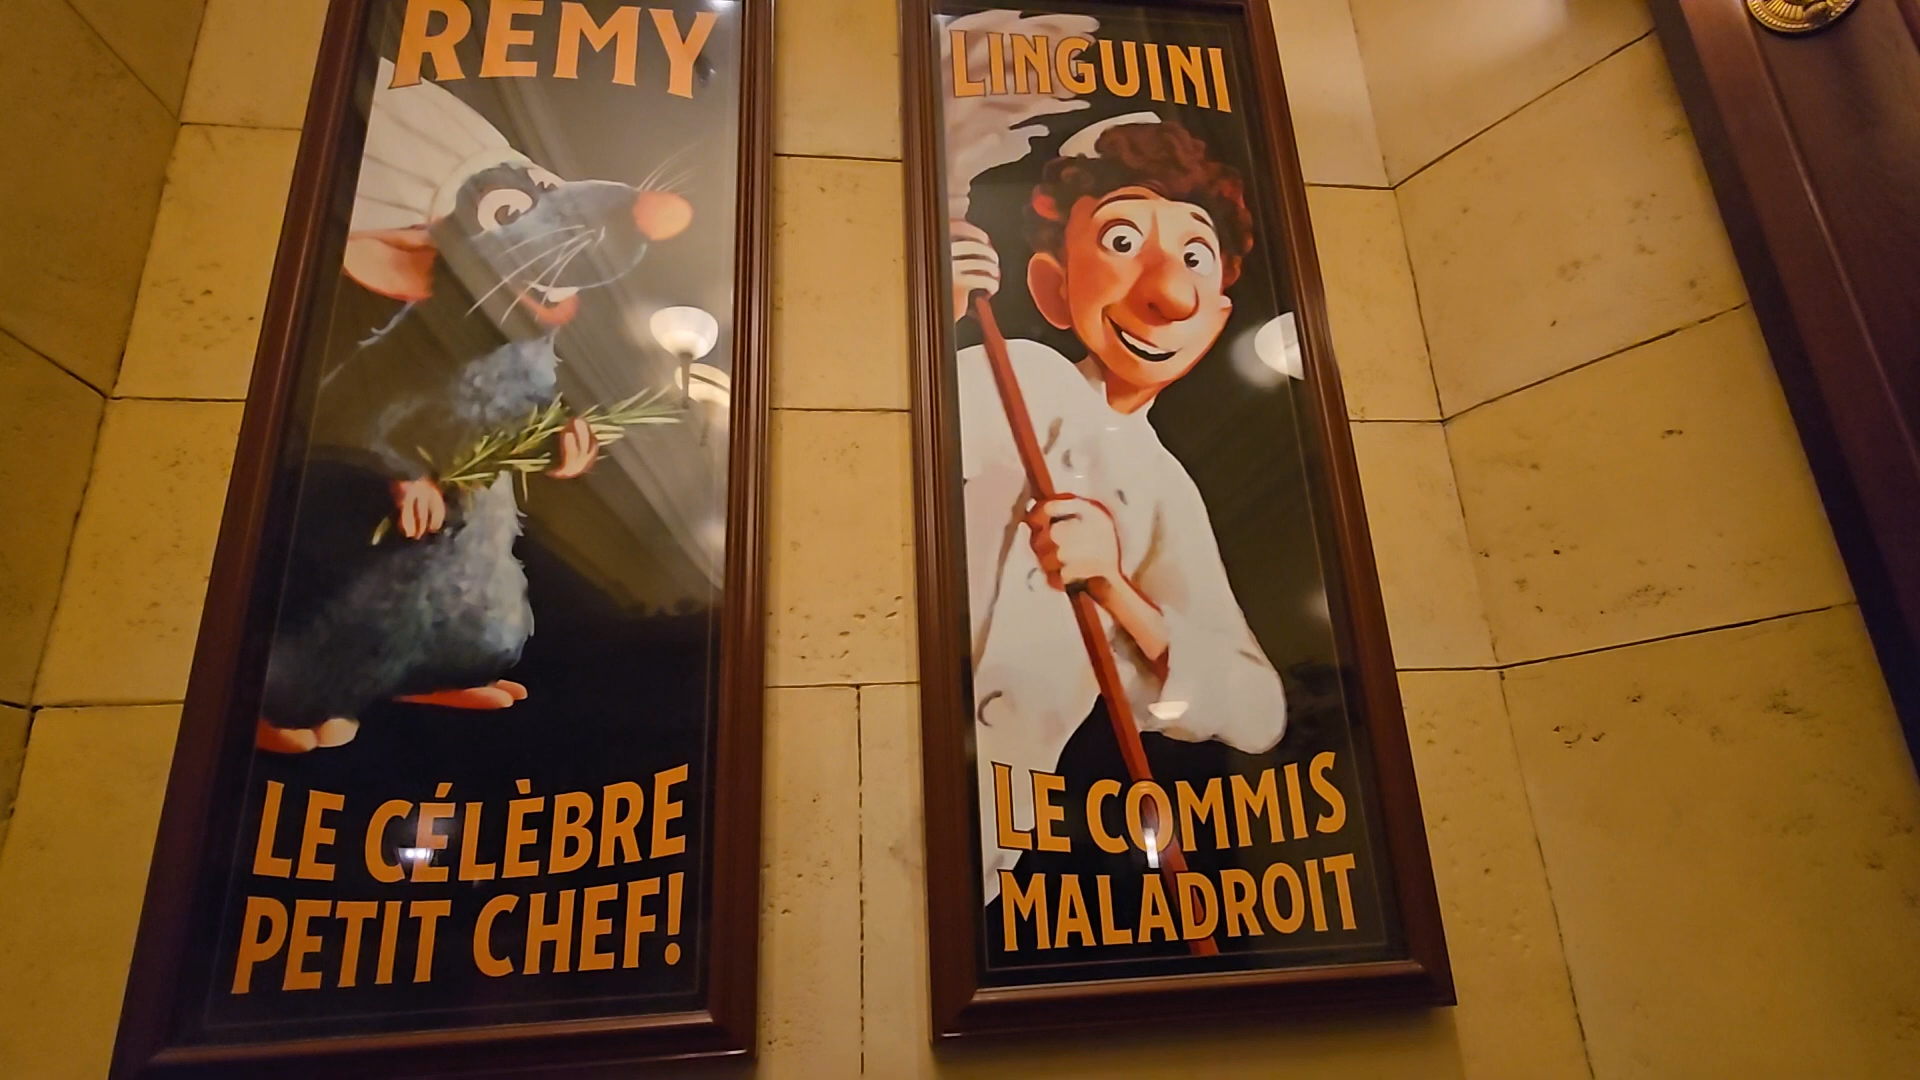 REMY
LE CÉLÈBRE
PETIT CHEF!
LINGUINI
LE COMMIS
MALADROIT